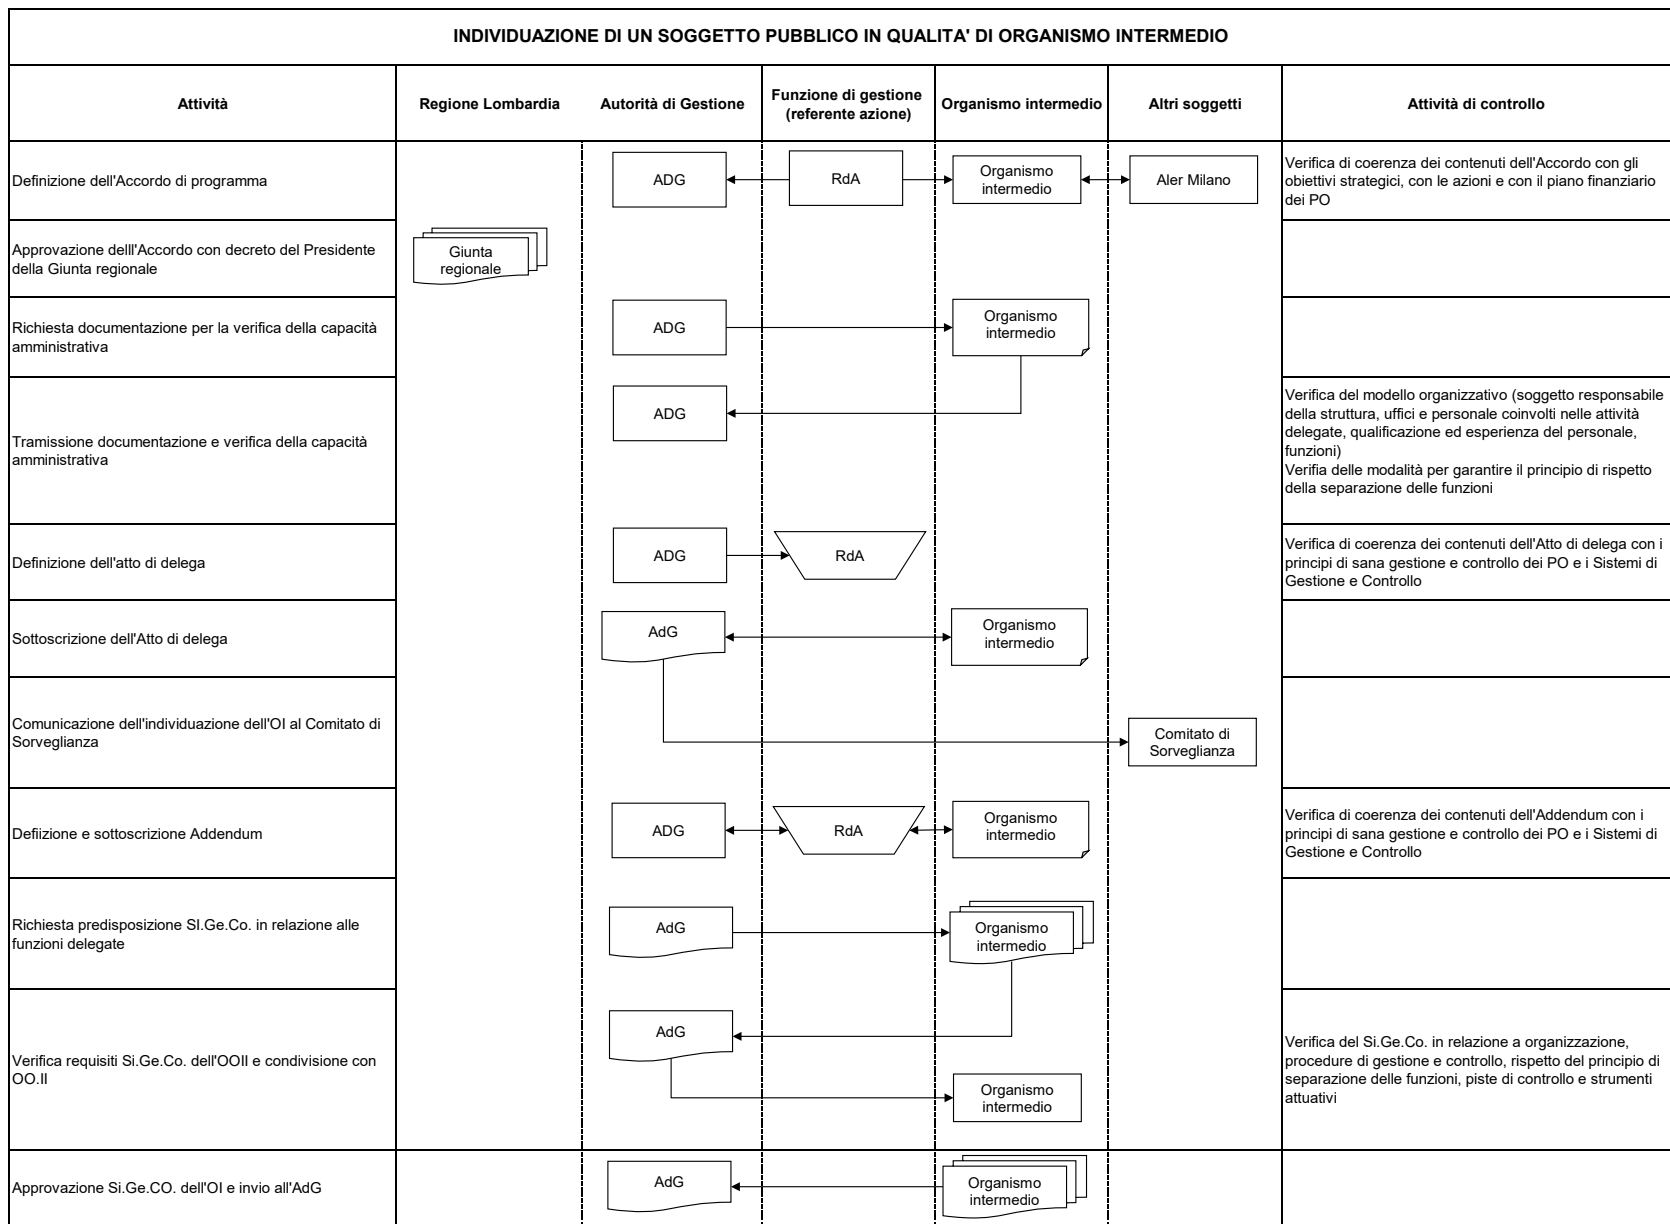 INDIVIDUAZIONE DI UN SOGGETTO PUBBLICO IN QUALITA' DI ORGANISMO INTERMEDIO
Attività
Regione Lombardia
Autorità di Gestione
Funzione di gestione
(referente azione)
Organismo intermedio
Altri soggetti
Attività di controllo
Definizione dell'Accordo di programma
ADG
RdA
Organismo
intermedio
Aler Milano
Verifica di coerenza dei contenuti dell'Accordo con gli
obiettivi strategici, con le azioni e con il piano finanziario
dei PO
Approvazione delll'Accordo con decreto del Presidente
della Giunta regionale
Giunta
regionale
Richiesta documentazione per la verifica della capacità
amministrativa
ADG
Organismo
intermedio
Tramissione documentazione e verifica della capacità
amministrativa
ADG
Verifica del modello organizzativo (soggetto responsabile
della struttura, uffici e personale coinvolti nelle attività
delegate, qualificazione ed esperienza del personale,
funzioni)
Verifia delle modalità per garantire il principio di rispetto
della separazione delle funzioni
Definizione dell'atto di delega
ADG
RdA
Verifica di coerenza dei contenuti dell'Atto di delega con i
principi di sana gestione e controllo dei PO e i Sistemi di
Gestione e Controllo
Sottoscrizione dell'Atto di delega
AdG
Organismo
intermedio
Comunicazione dell'individuazione dell'OI al Comitato di
Sorveglianza
Comitato di
Sorveglianza
Defiizione e sottoscrizione Addendum
ADG
RdA
Organismo
intermedio
Verifica di coerenza dei contenuti dell'Addendum con i
principi di sana gestione e controllo dei PO e i Sistemi di
Gestione e Controllo
Richiesta predisposizione SI.Ge.Co. in relazione alle
funzioni delegate
AdG
Organismo
intermedio
Verifica requisiti Si.Ge.Co. dell'OOII e condivisione con
OO.II
AdG
Organismo
intermedio
Verifica del Si.Ge.Co. in relazione a organizzazione,
procedure di gestione e controllo, rispetto del principio di
separazione delle funzioni, piste di controllo e strumenti
attuativi
Approvazione Si.Ge.CO. dell'OI e invio all'AdG
AdG
Organismo
intermedio